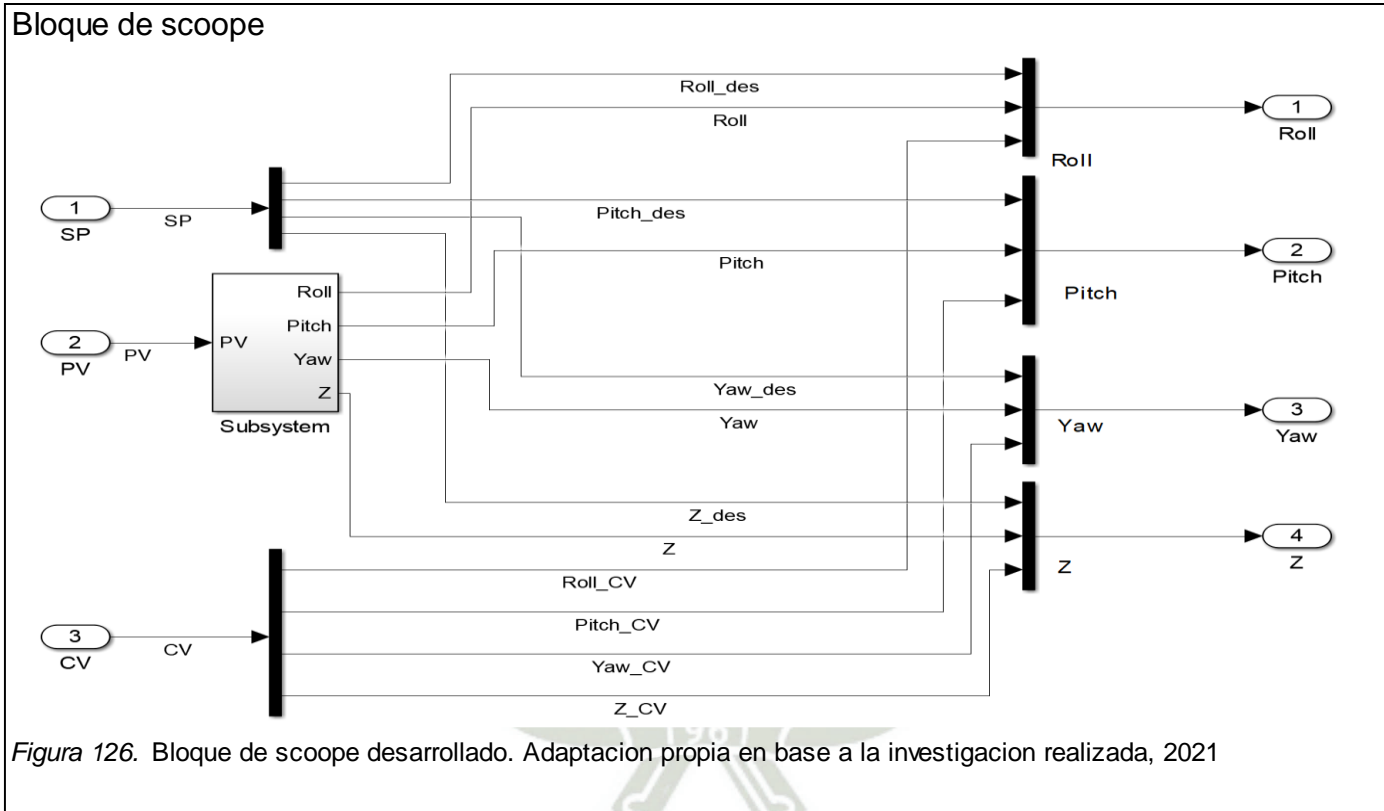 Bloque de scoope
Roll_des
Roll
1
Roll
Roll
1
SP
SP
Pitch_des
Pitch
2
Pitch
Pitch
Roll
Pitch
Yaw
Z
PV
Subsystem
2
PV
PV
Yaw_des
Yaw
3
Yaw
Yaw
Z_des
Z
4
Z
Z
Roll_CV
Pitch_CV
Yaw_CV
Z_CV
3
CV
CV
96
Figura 126. Bloque de scoope desarrollado. Adaptacion propia en base a la investigacion realizada, 2021